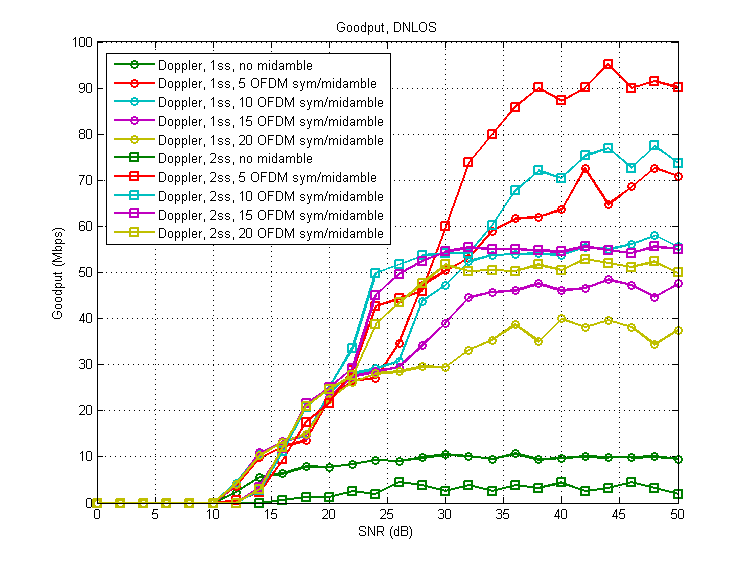 Goodput, DNLOS
100
90
80
70
60
50
40
30
20
10
0
Goodput (Mbps)
Doppler, 1ss, no midamble
Doppler, 1ss, 5 OFDM sym/midamble
Doppler, 1ss, 10 OFDM sym/midamble
Doppler, 1ss, 15 OFDM sym/midamble
Doppler, 1ss, 20 OFDM sym/midamble
Doppler, 2ss, no midamble
Doppler, 2ss, 5 OFDM sym/midamble
Doppler, 2ss, 10 OFDM sym/midamble
Doppler, 2ss, 15 OFDM sym/midamble
Doppler, 2ss, 20 OFDM sym/midamble
0 5 10 15 20 25 30 35 40 45 50
SNR (dB)